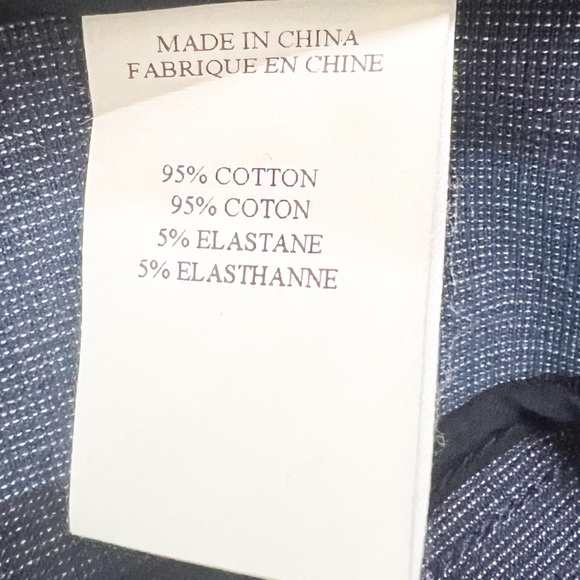 MADE IN CHINA
FABRIQUE EN CHINE
95% COTTON
95% COTON
5% ELASTANE
5% ELASTHANNE